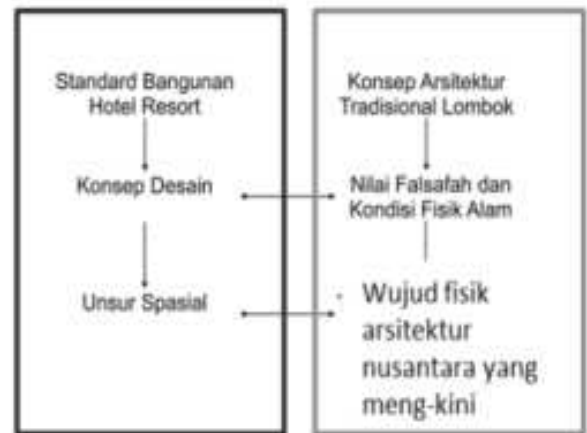 Standard Bangunan
Hotel Resort
Konsep Desain
Unsur Spasial
Konsep Arsitektur
Tradisional Lombok
Nilai Falsafah dan
Kondisi Fisik Alam
Wujud fisik
arsitektur
nusantara yang
meng-kini